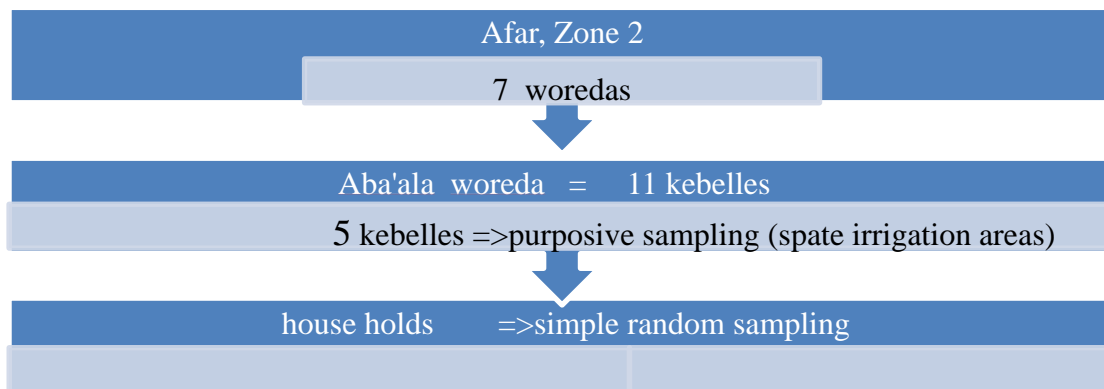 Afar, Zone 2
7 woredas
Aba'ala woreda = 11 kebelles
5 kebelles =>purposive sampling (spate irrigation areas)
house holds =>simple random sampling